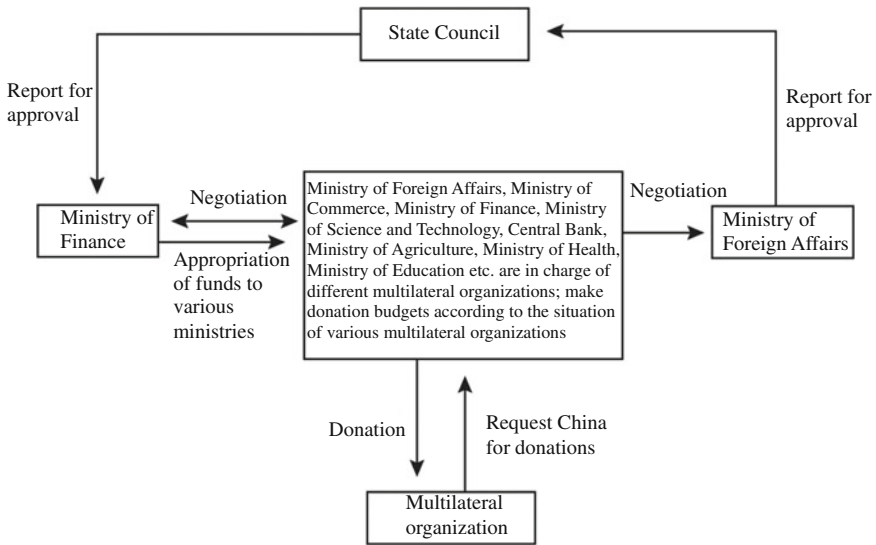 State Council
Report for
approval
Report for
approval
Negotiation
Ministry of
Finance
Appropriation
of funds to
various
ministries
Ministry of Foreign Affairs, Ministry of
Commerce, Ministry of Finance, Ministry
of Science and Technology, Central Bank,
Ministry of Agriculture, Ministry of Health,
Ministry of Education etc. are in charge of
different multilateral organizations; make
donation budgets according to the situation
of various multilateral organizations
Negotiation
Ministry of
Foreign Affairs
Donation
Request China
for donations
Multilateral
organization